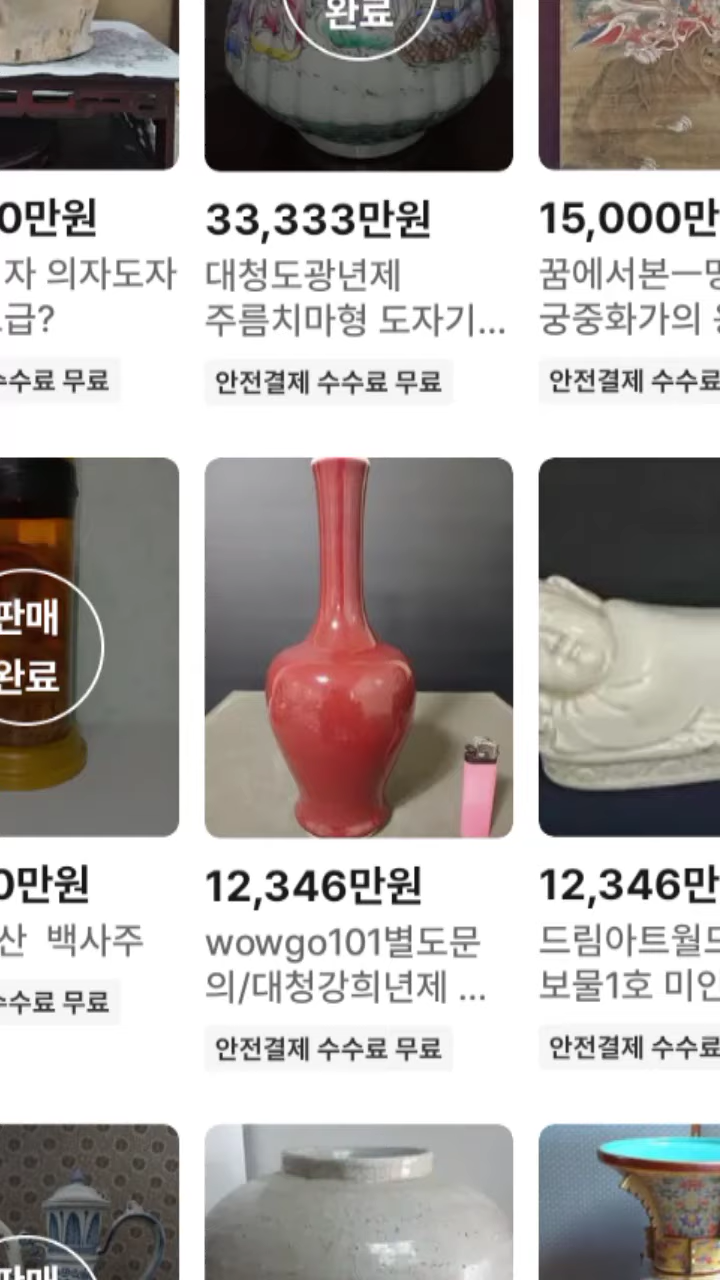 완료
0만원
33,333만원
15,000만
자 의자도자
급?
대청도광년제
주름치마형 도자기...
꿈에서본一
궁중화가의
수료 무료
안전결제 수수료 무료
안전결제 수수료
판매
완료
0만원
12,346만원
12,346만
산 백사주
wowgo101별도문
의/대청강희년제 ...
드림아트월드
보물1호 미인
수료 무료
안전결제 수수료 무료
안전결제 수수료
판매